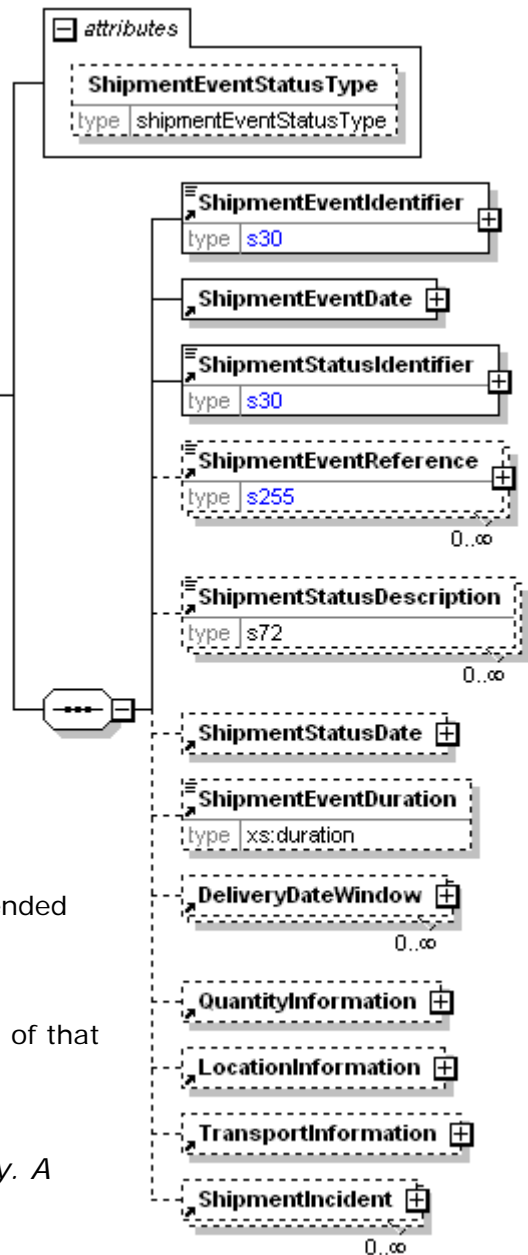 attributes
ShipmentEventStatusType
type shipmentEventStatusType
ShipmentEventIdentifier
type s30
ShipmentEventDate
ShipmentStatusIdentifier
type s30
ShipmentEventReference
type s255
0..∞
ShipmentStatusDescription
type s72
0..∞
ShipmentStatusDate
ShipmentEventDuration
type xs:duration
DeliveryDateWindow
0..∞
QuantityInformation
LocationInformation
TransportInformation
ShipmentIncident
0..∞
ended
of that
y. A